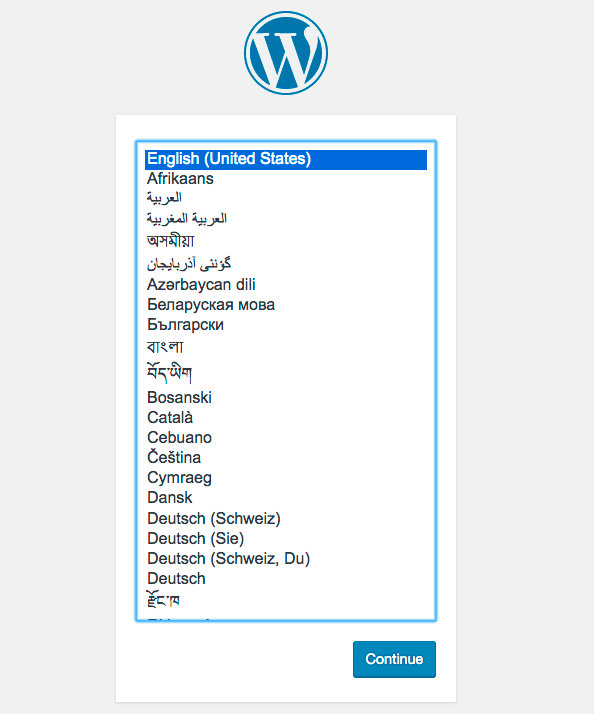 English (United States)
Afrikaans
العربية
العربية المغربية
অসমীয়া
گؤنئی آذربایجان
Azərbaycan dili
Беларуская мова
Български
বাংলা
བོད་ཡིག
Bosanski
Català
Cebuano
Čeština
Cymraeg
Dansk
Deutsch (Schweiz)
Deutsch (Sie)
Deutsch (Schweiz, Du)
Deutsch
རྫོང་ཁ
Continue